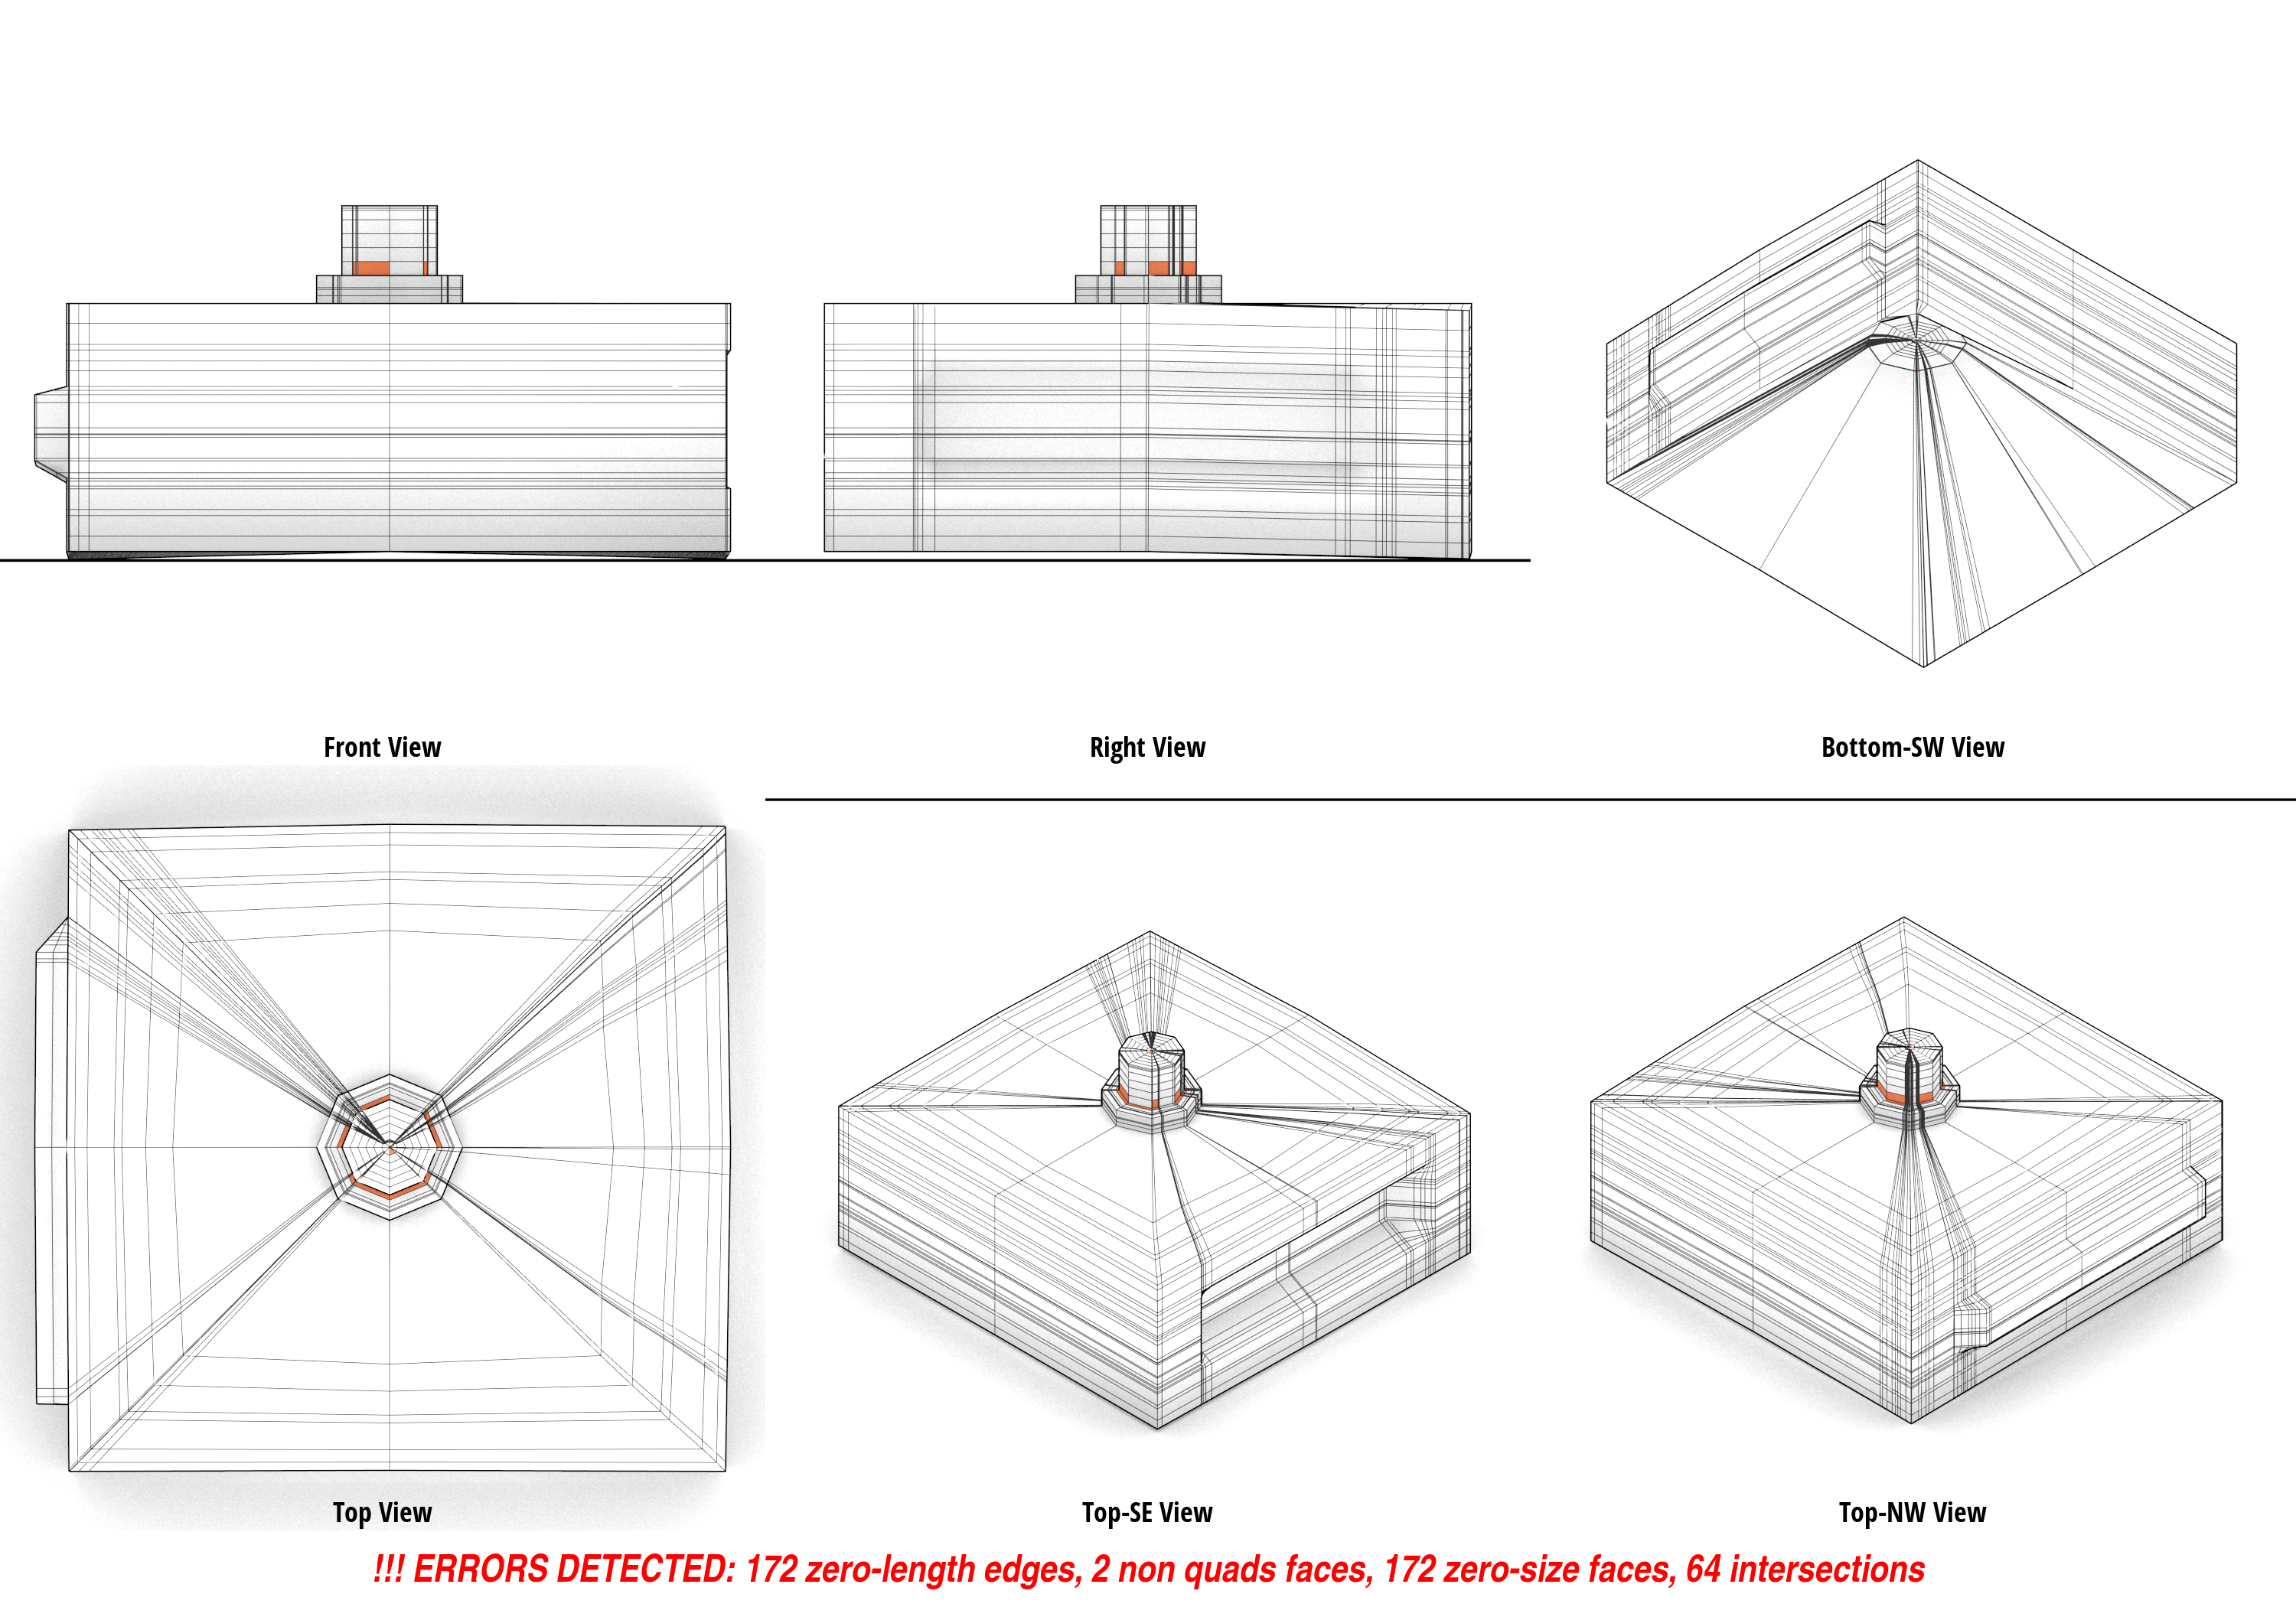 Front View
Right View
Bottom-SW View
Top View
Top-SE View
Top-NW View
!!! ERRORS DETECTED: 172 zero-length edges, 2 non quads faces, 172 zero-size faces, 64 intersections